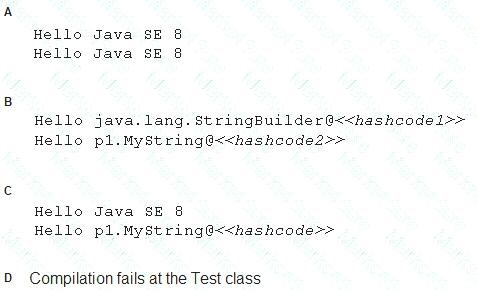 A
Hello Java SE 8
Hello Java SE 8
B
Hello java.lang.StringBuilder@<<hashcode1>>
Hello p1.MyString@<<hashcode2>>
C
Hello Java SE 8
Hello p1.MyString@<<hashcode>>
D Compilation fails at the Test class